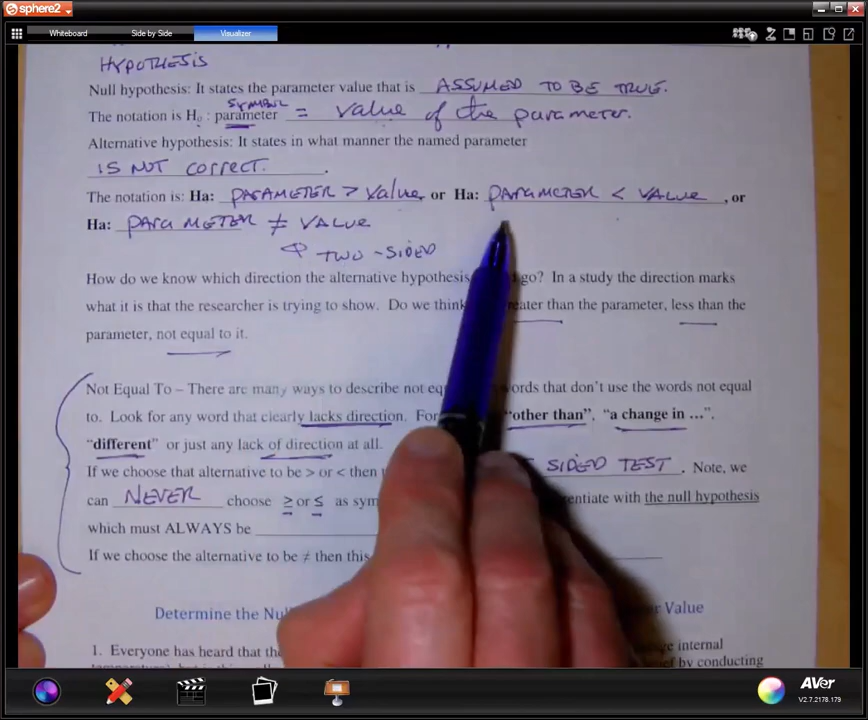 sphere2
Whiteboard Side by Side Visualizer
HYPOTHESIS
Null hypothesis: It states the parameter value that is ASSUMED TO BE TRUE.
SYMBOL
The notation is H₀ : parameter = value of the parameter.
Alternative hypothesis: It states in what manner the named parameter
IS NOT CORRECT.
The notation is: Ha: PARAMETER > value or Ha: PARAMETER < VALUE , or
Ha: PARAMETER ≠ VALUE
TWO-SIDED
How do we know which direction the alternative hypothesis go? In a study the direction marks
what it is that the researcher is trying to show. Do we think than the parameter, less than the
parameter, not equal to it.
Not Equal To – There are many ways to describe not words that don't use the words not equal
to. Look for any word that clearly lacks direction. "other than", "a change in ...".
"different" or just any lack of direction at all.
If we choose that alternative to be > or < then SIDED TEST . Note, we
can NEVER choose ≥ or ≤ as with the null hypothesis
which must ALWAYS be
If we choose the alternative to be ≠ then this
Determine the Value
1. Everyone has heard that the internal
by conducting
AVer
V2.7.2178.179